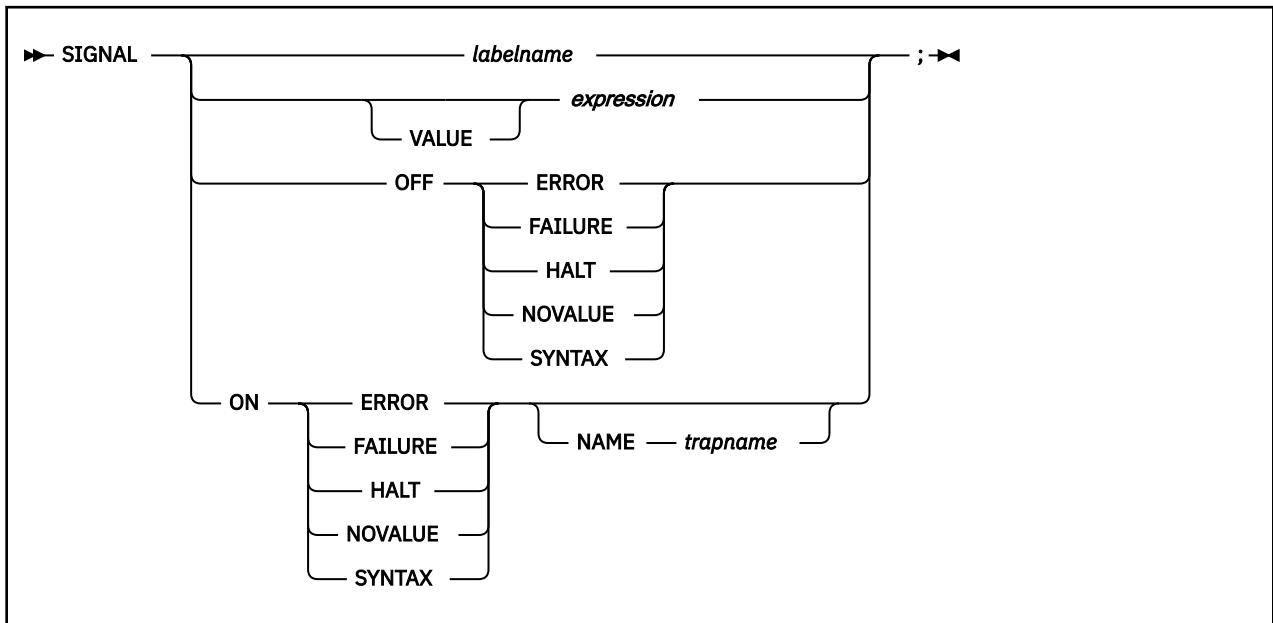 SIGNAL labelname ;
expression
VALUE
OFF ERROR
FAILURE
HALT
NOVALUE
SYNTAX
ON ERROR
FAILURE NAME trapname
HALT
NOVALUE
SYNTAX